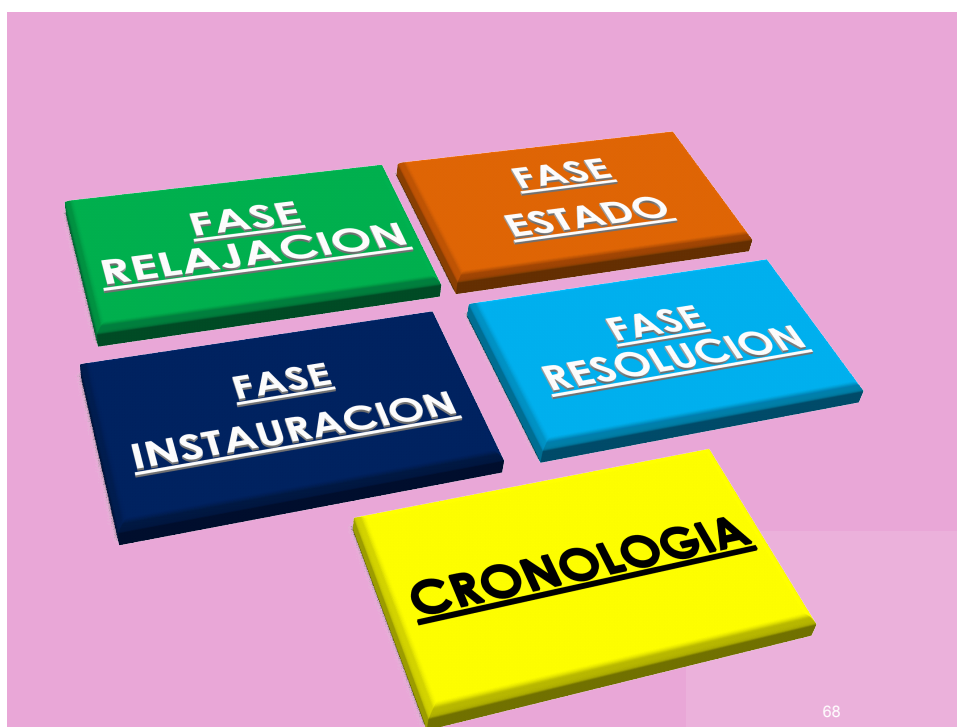 FASE
RELAJACION
FASE
ESTADO
FASE
INSTAURACION
FASE
RESOLUCION
CRONOLOGIA
68